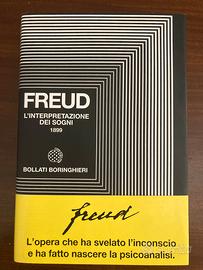 FREUD
L'INTERPRETAZIONE
DEI SOGNI
1899
BOLLATI BORINGHIERI
freud
L'opera che ha svelato l'inconscio
e ha fatto nascere la psicoanalisi.